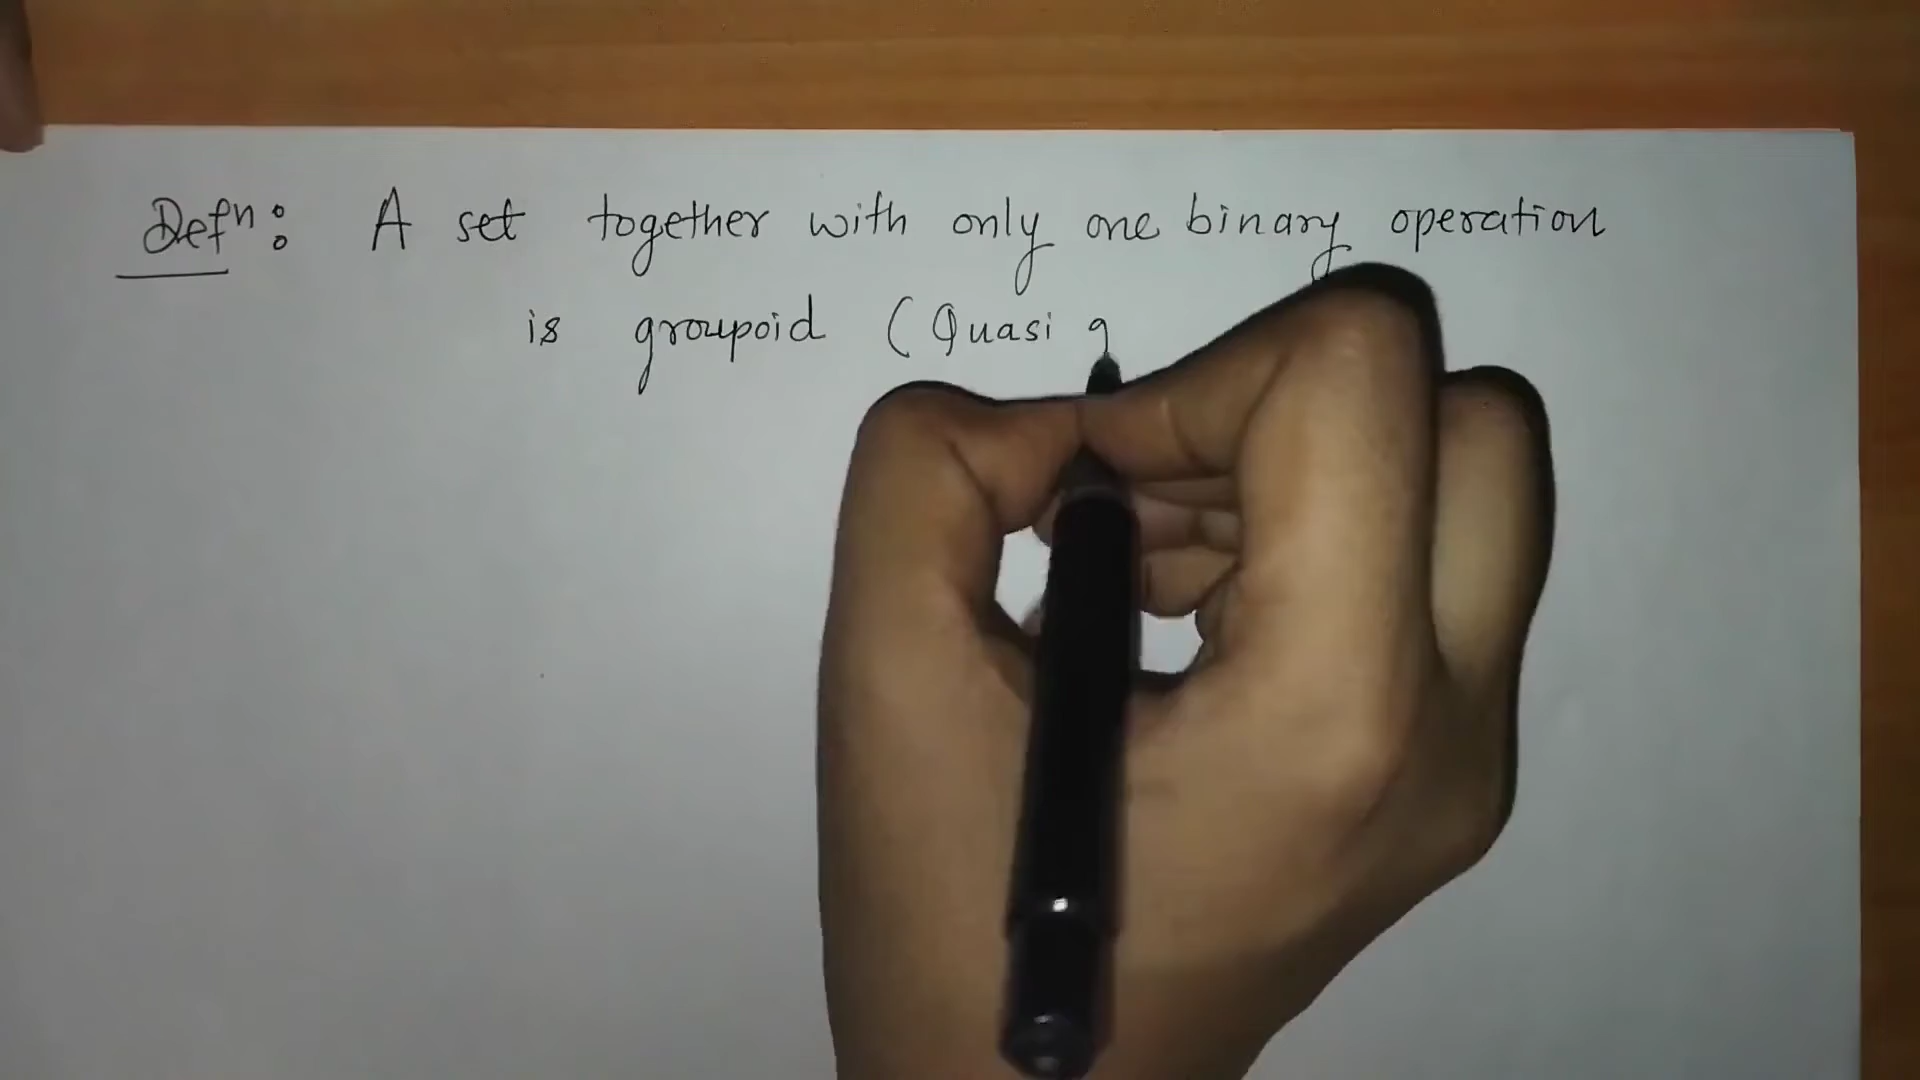 Defⁿ: A set together with only one binary operation
is groupoid (Quasi g